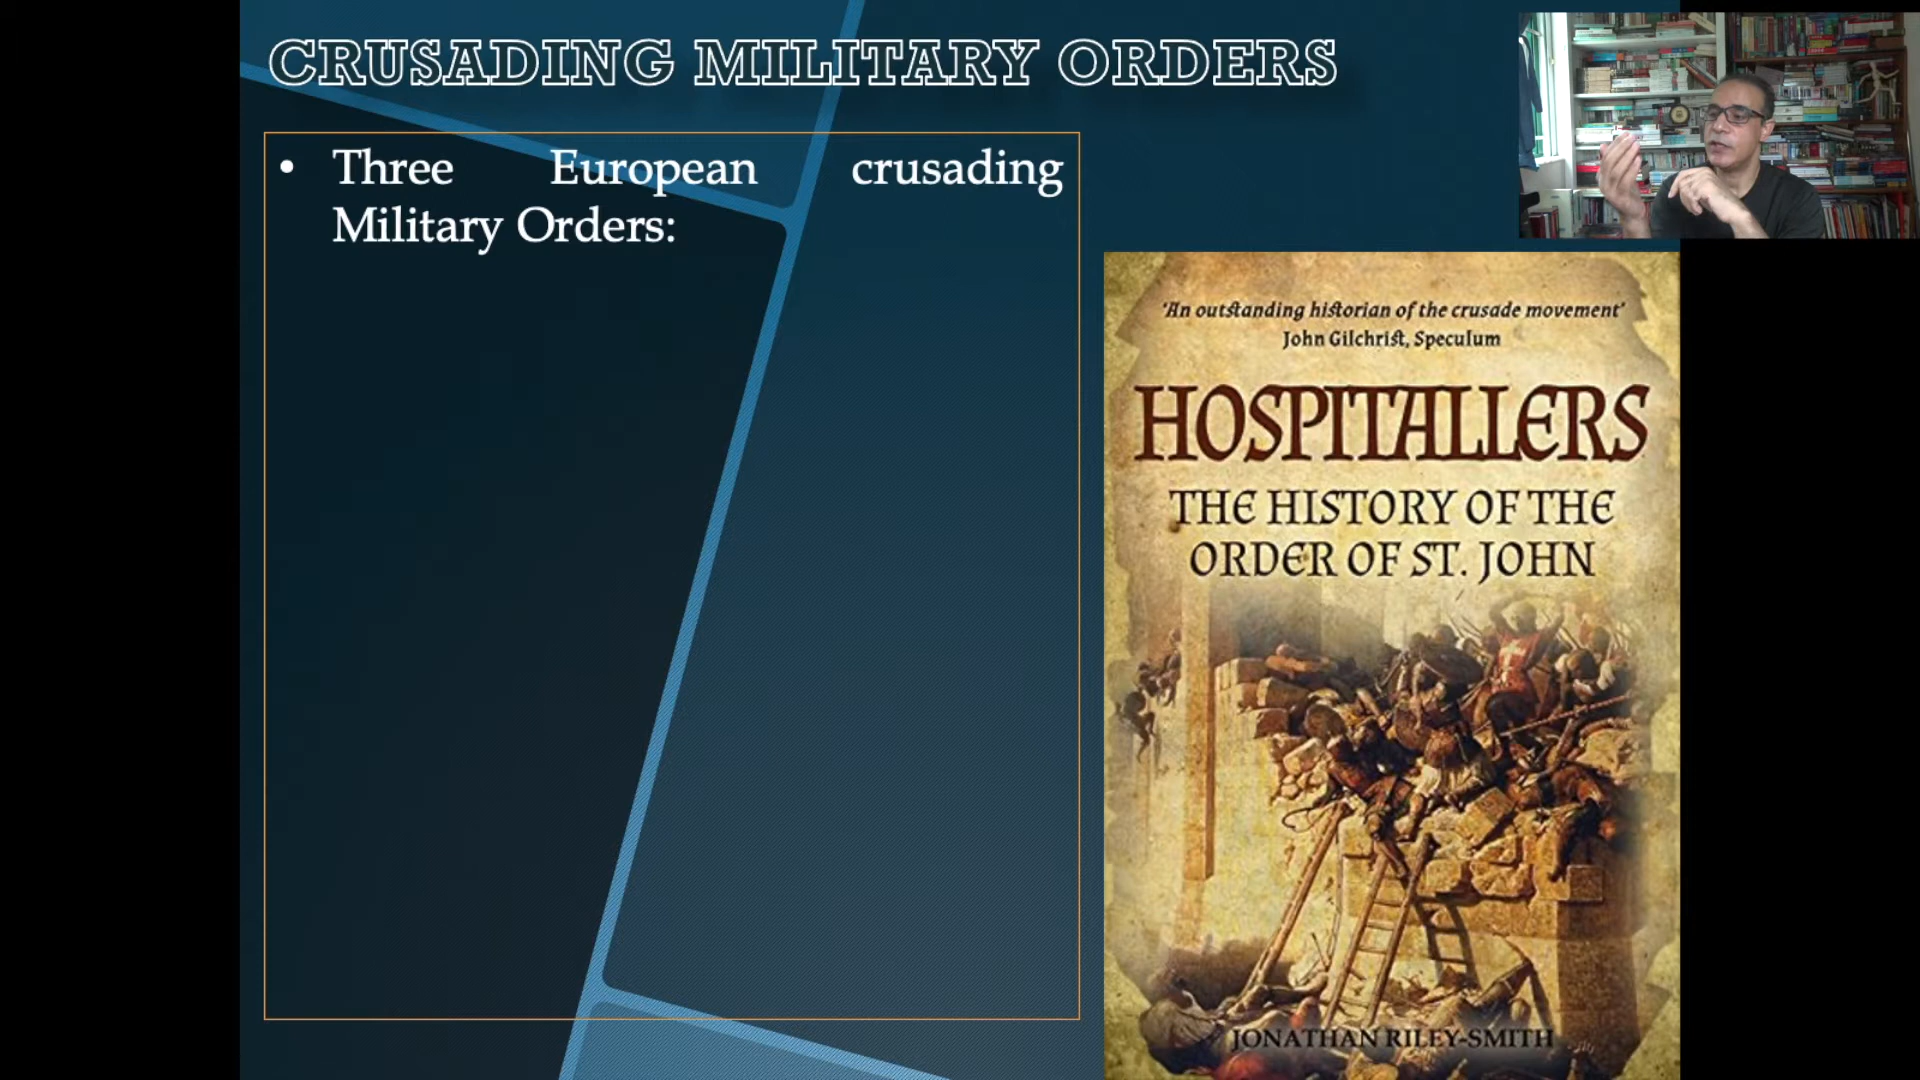 CRUSADING MILITARY ORDERS
• Three European crusading
Military Orders:
'An outstanding historian of the crusade movement'
John Gilchrist, Speculum
HOSPITALLERS
THE HISTORY OF THE
ORDER OF ST. JOHN
JONATHAN RILEY-SMITH